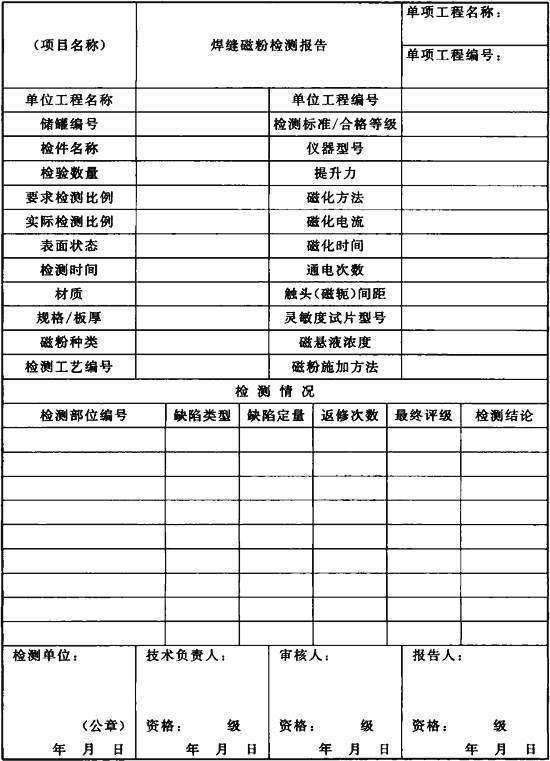 （项目名称）
焊缝磁粉检测报告
单项工程名称：
单项工程编号：
单位工程名称 单位工程编号
储罐编号 检测标准/合格等级
检件名称 仪器型号
检验数量 提升力
要求检测比例 磁化方法
实际检测比例 磁化电流
表面状态 磁化时间
检测时间 通电次数
材质 触头(磁轭)间距
规格/板厚 灵敏度试片型号
磁粉种类 磁悬液浓度
检测工艺编号 磁粉施加方法
检 测 情 况
检测部位编号 缺陷类型 缺陷定量 返修次数 最终评级 检测结论
检测单位： 技术负责人： 审核人： 报告人：
（公章） 资格： 级 资格： 级 资格： 级
年 月 日 年 月 日 年 月 日 年 月 日